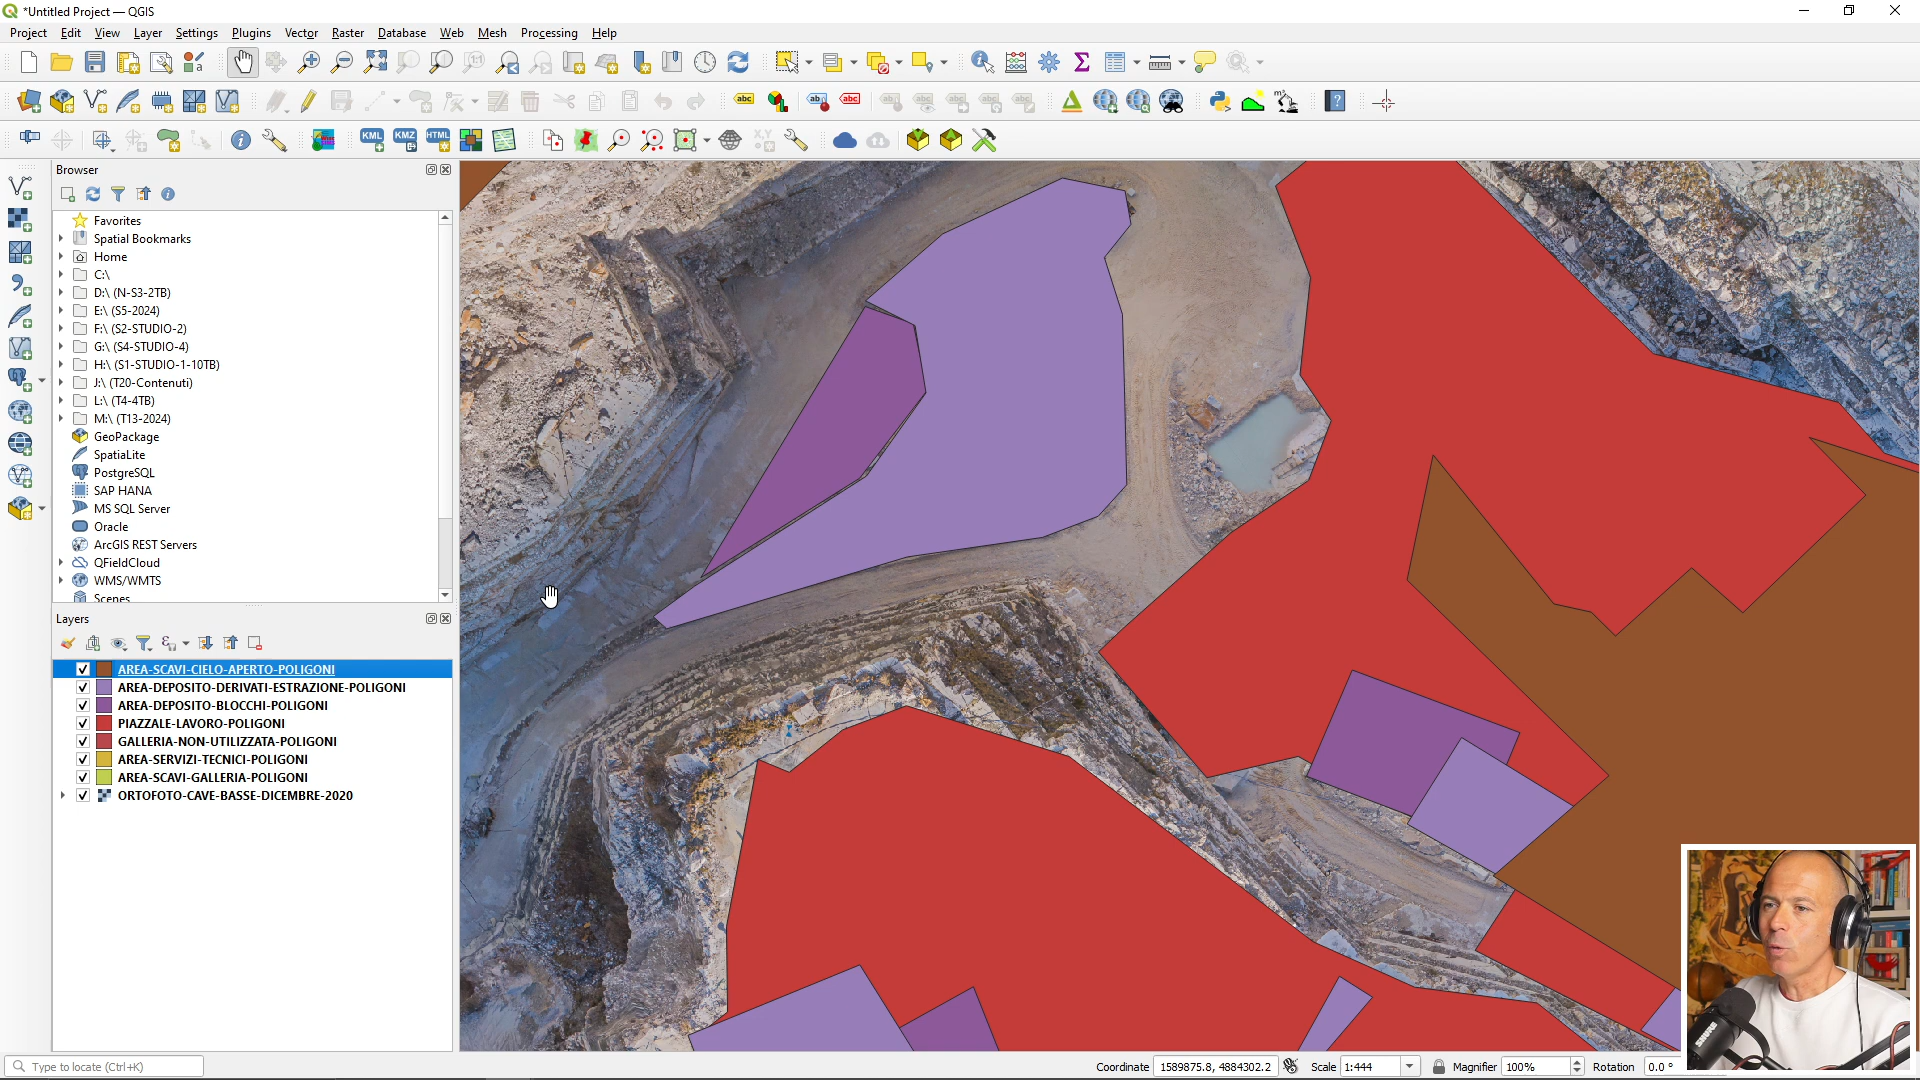 *Untitled Project — QGIS
Project Edit View Layer Settings Plugins Vector Raster Database Web Mesh Processing Help
KML KMZ HTML
Browser
Favorites
Spatial Bookmarks
Home
C:\
D:\ (N-S3-2TB)
E:\ (S5-2024)
F:\ (S2-STUDIO-2)
G:\ (S4-STUDIO-4)
H:\ (S1-STUDIO-1-10TB)
J:\ (T20-Contenuti)
L:\ (T4-4TB)
M:\ (T13-2024)
GeoPackage
SpatiaLite
PostgreSQL
SAP HANA
MS SQL Server
Oracle
ArcGIS REST Servers
QFieldCloud
WMS/WMTS
Scenes
Layers
AREA-SCAVI-CIELO-APERTO-POLIGONI
AREA-DEPOSITO-DERIVATI-ESTRAZIONE-POLIGONI
AREA-DEPOSITO-BLOCCHI-POLIGONI
PIAZZALE-LAVORO-POLIGONI
GALLERIA-NON-UTILIZZATA-POLIGONI
AREA-SERVIZI-TECNICI-POLIGONI
AREA-SCAVI-GALLERIA-POLIGONI
ORTOFOTO-CAVE-BASSE-DICEMBRE-2020
Type to locate (Ctrl+K) Coordinate 1589875.8, 4884302.2 Scale 1:444 Magnifier 100% Rotation 0.0 °